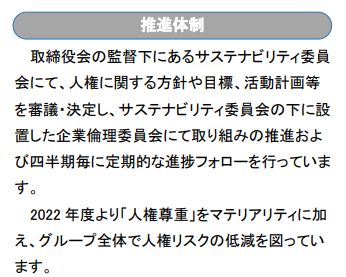 推進体制
取締役会の監督下にあるサステナビリティ委員
会にて、人権に関する方針や目標、活動計画等
を審議・決定し、サステナビリティ委員会の下に設
置した企業倫理委員会にて取り組みの推進およ
び四半期毎に定期的な進捗フォローを行っていま
す。
2022 年度より「人権尊重」をマテリアリティに加
え、グループ全体で人権リスクの低減を図ってい
ます。